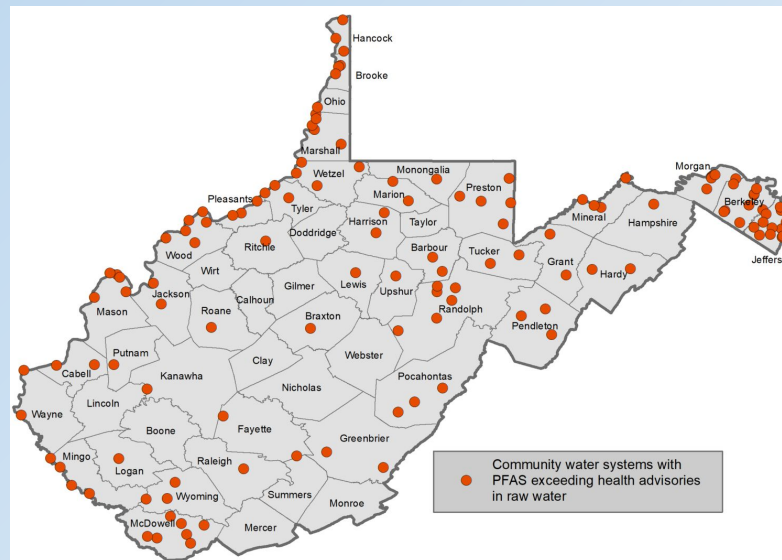 Hancock
Brooke
Ohio
Marshall
Wetzel
Monongalia
Morgan
Marion
Preston
Berkeley
Pleasants
Tyler
Mineral
Hampshire
Harrison
Taylor
Doddridge
Wood
Ritchie
Barbour
Tucker
Jeffers
Grant
Wirt
Hardy
Lewis
Gilmer
Upshur
Jackson
Calhoun
Mason
Roane
Randolph
Braxton
Pendleton
Putnam
Webster
Clay
Cabell
Kanawha
Pocahontas
Nicholas
Lincoln
Wayne
Boone
Fayette
Greenbrier
Mingo
Raleigh
Logan
Community water systems with
PFAS exceeding health advisories
in raw water
Summers
Wyoming
Monroe
McDowell
Mercer